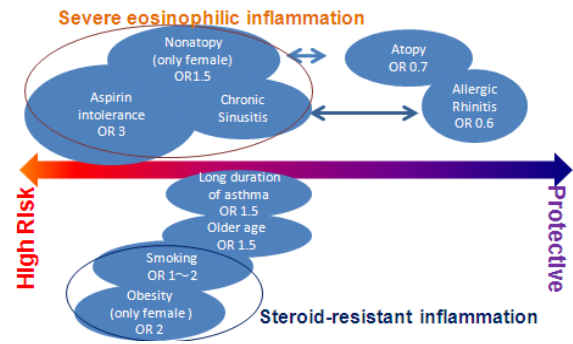 Severe eosinophilic inflammation
Nonatopy
(only female)
OR1.5
Atopy
OR 0.7
Aspirin
intolerance
OR 3
Chronic
Sinusitis
Allergic
Rhinitis
OR 0.6
High Risk
Protective
Long duration
of asthma
OR 1.5
Older age
OR 1.5
Smoking
OR 1～2
Obesity
(only female )
OR 2
Steroid-resistant inflammation